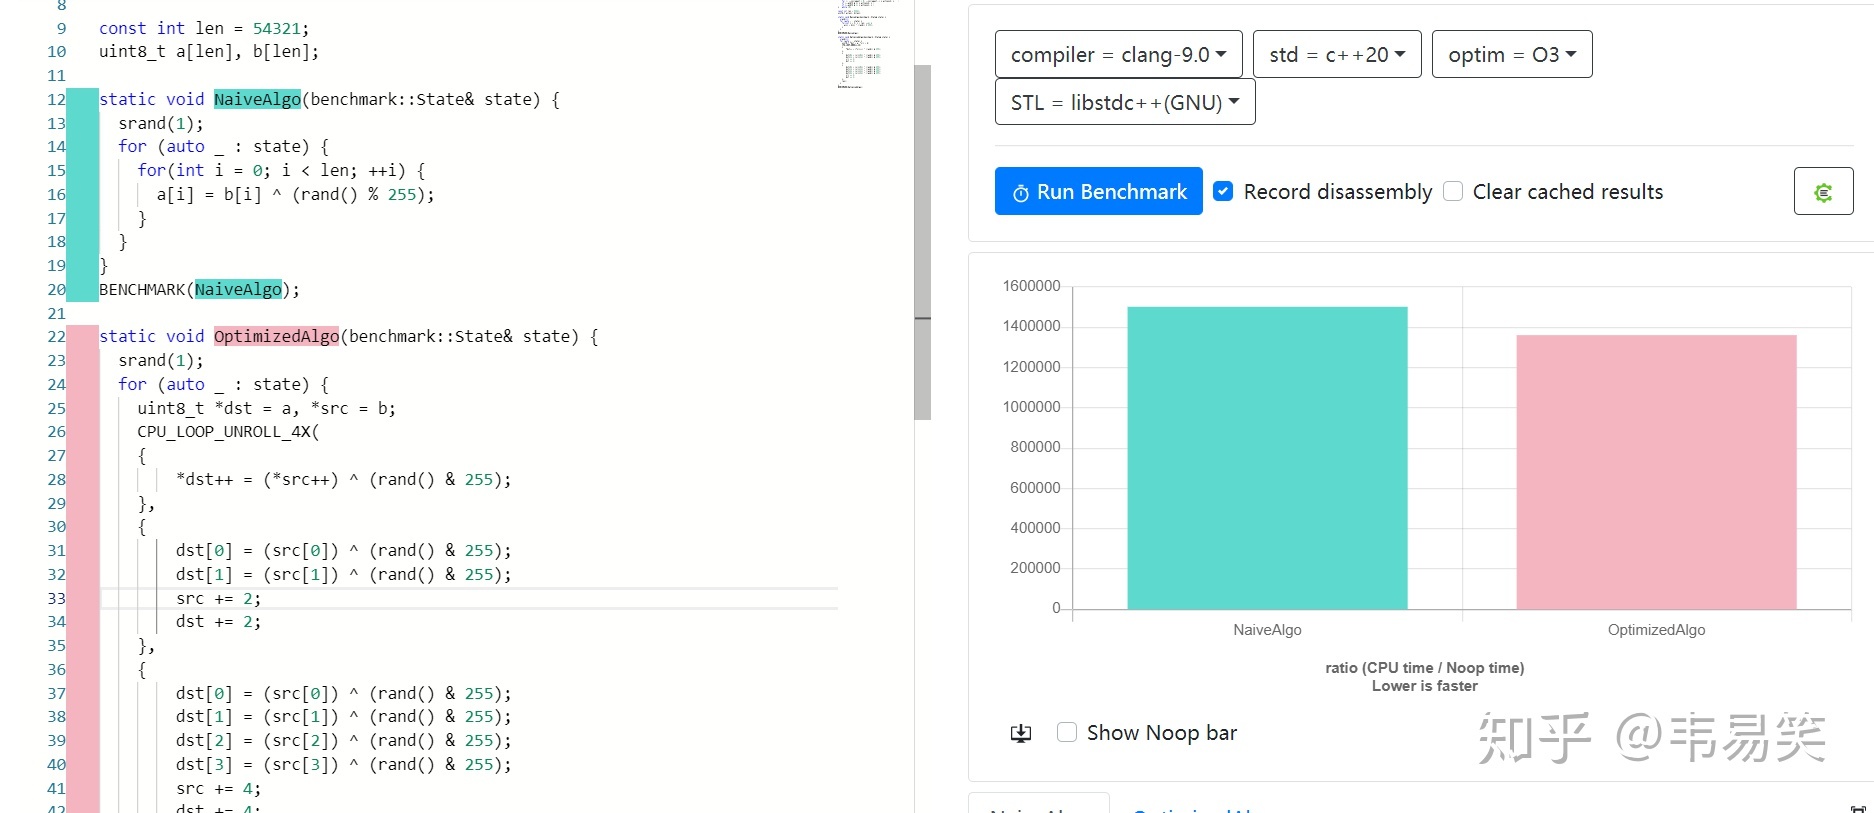 8
9 const int len = 54321;
10 uint8_t a[len], b[len];
11
12 static void NaiveAlgo(benchmark::State& state) {
13 srand(1);
14 for (auto _ : state) {
15 for(int i = 0; i < len; ++i) {
16 a[i] = b[i] ^ (rand() % 255);
17 }
18 }
19 }
20 BENCHMARK(NaiveAlgo);
21
22 static void OptimizedAlgo(benchmark::State& state) {
23 srand(1);
24 for (auto _ : state) {
25 uint8_t *dst = a, *src = b;
26 CPU_LOOP_UNROLL_4X(
27 {
28 *dst++ = (*src++) ^ (rand() & 255);
29 },
30 {
31 dst[0] = (src[0]) ^ (rand() & 255);
32 dst[1] = (src[1]) ^ (rand() & 255);
33 src += 2;
34 dst += 2;
35 },
36 {
37 dst[0] = (src[0]) ^ (rand() & 255);
38 dst[1] = (src[1]) ^ (rand() & 255);
39 dst[2] = (src[2]) ^ (rand() & 255);
40 dst[3] = (src[3]) ^ (rand() & 255);
41 src += 4;
42 dst += 4;
compiler = clang-9.0
std = c++20
optim = O3
STL = libstdc++(GNU)
Run Benchmark
Record disassembly
Clear cached results
1600000
1400000
1200000
1000000
800000
600000
400000
200000
0
NaiveAlgo
OptimizedAlgo
ratio (CPU time / Noop time)
Lower is faster
Show Noop bar
知乎 @韦易笑